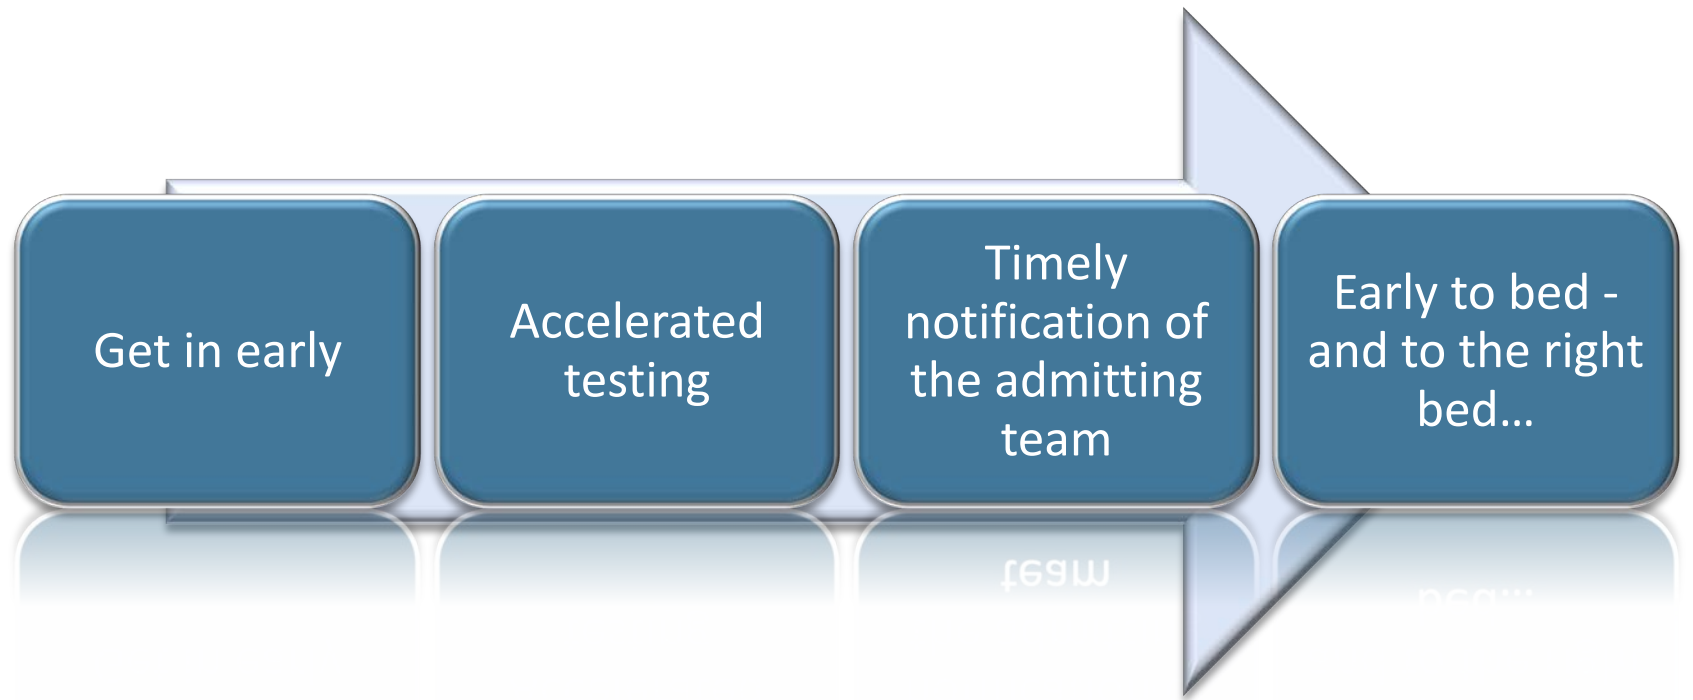 Get in early
Accelerated
testing
Timely
notification of
the admitting
team
Early to bed -
and to the right
bed...